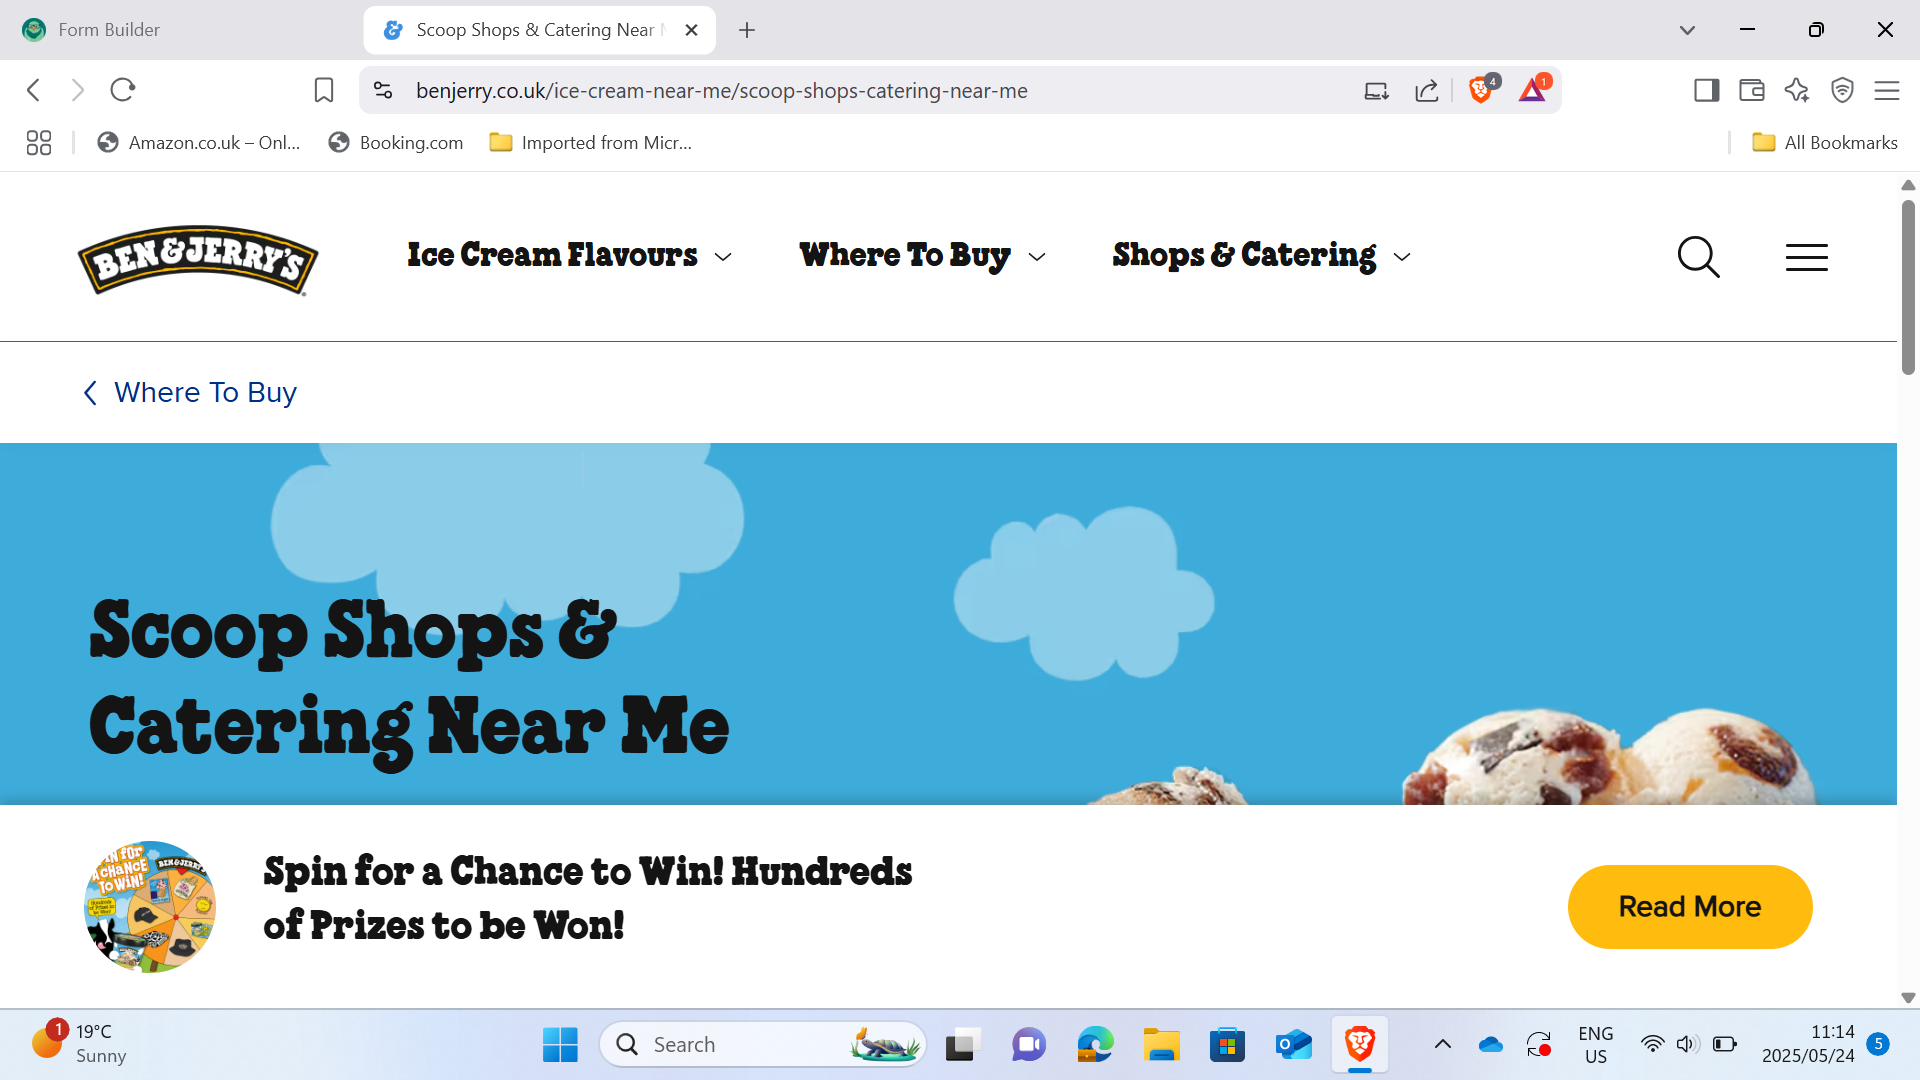 Form Builder
Scoop Shops & Catering Near
benjerry.co.uk/ice-cream-near-me/scoop-shops-catering-near-me
4
1
Amazon.co.uk – Onl...
Booking.com
Imported from Micr...
All Bookmarks
BEN & JERRY'S
Ice Cream Flavours
Where To Buy
Shops & Catering
Where To Buy
Scoop Shops &
Catering Near Me
Spin for a Chance to Win! Hundreds
of Prizes to be Won!
Read More
1
19°C
Sunny
Search
ENG
US
11:14
2025/05/24
5